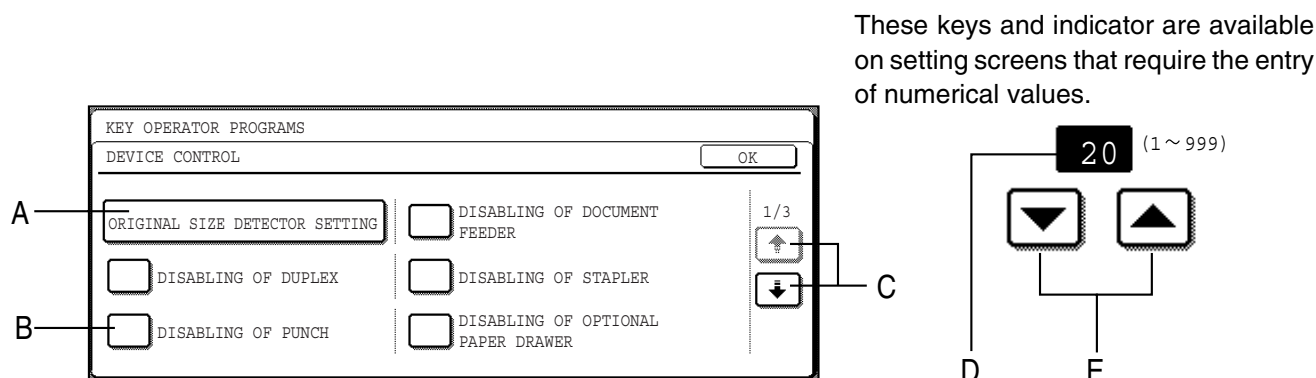 These keys and indicator are available
on setting screens that require the entry
of numerical values.
KEY OPERATOR PROGRAMS
DEVICE CONTROL
OK
A
ORIGINAL SIZE DETECTOR SETTING
DISABLING OF DOCUMENT
FEEDER
1/3
DISABLING OF DUPLEX
DISABLING OF STAPLER
C
B
DISABLING OF PUNCH
DISABLING OF OPTIONAL
PAPER DRAWER
20
(1~999)
D
E